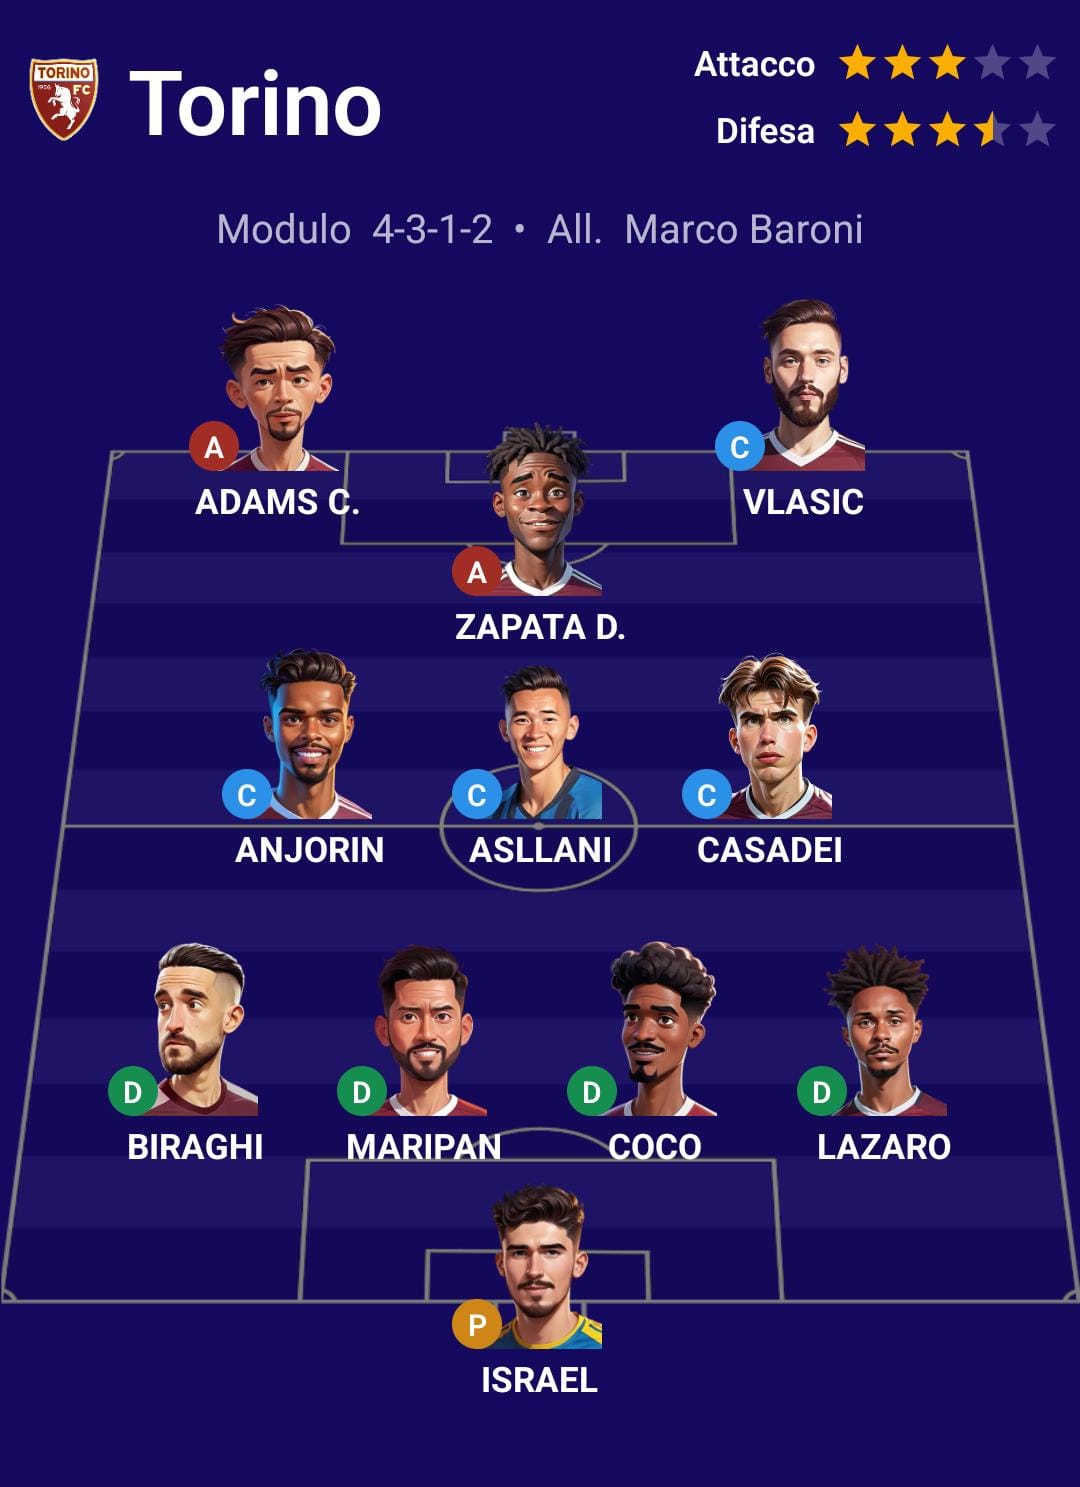 TORINO
1906 FC
Torino
Attacco
Difesa
Modulo 4-3-1-2 • All. Marco Baroni
A
ADAMS C.
C
VLASIC
A
ZAPATA D.
C
ANJORIN
C
ASLLANI
C
CASADEI
D
BIRAGHI
D
MARIPAN
D
COCO
D
LAZARO
P
ISRAEL